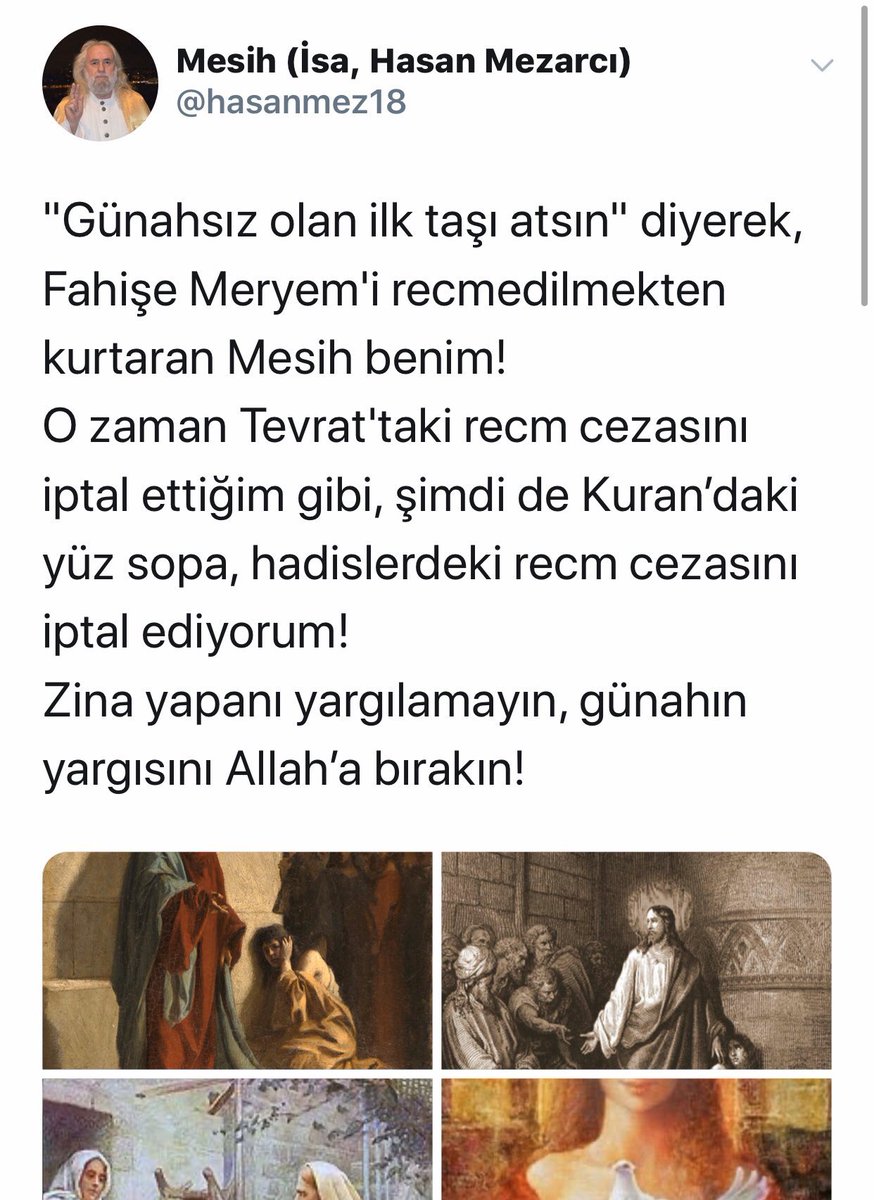 Mesih (İsa, Hasan Mezarcı)
@hasanmez18
"Günahsız olan ilk taşı atsın" diyerek,
Fahişe Meryem'i recmedilmekten
kurtaran Mesih benim!
O zaman Tevrat'taki recm cezasını
iptal ettiğim gibi, şimdi de Kuran’daki
yüz sopa, hadislerdeki recm cezasını
iptal ediyorum!
Zina yapanı yargılamayın, günahın
yargısını Allah’a bırakın!